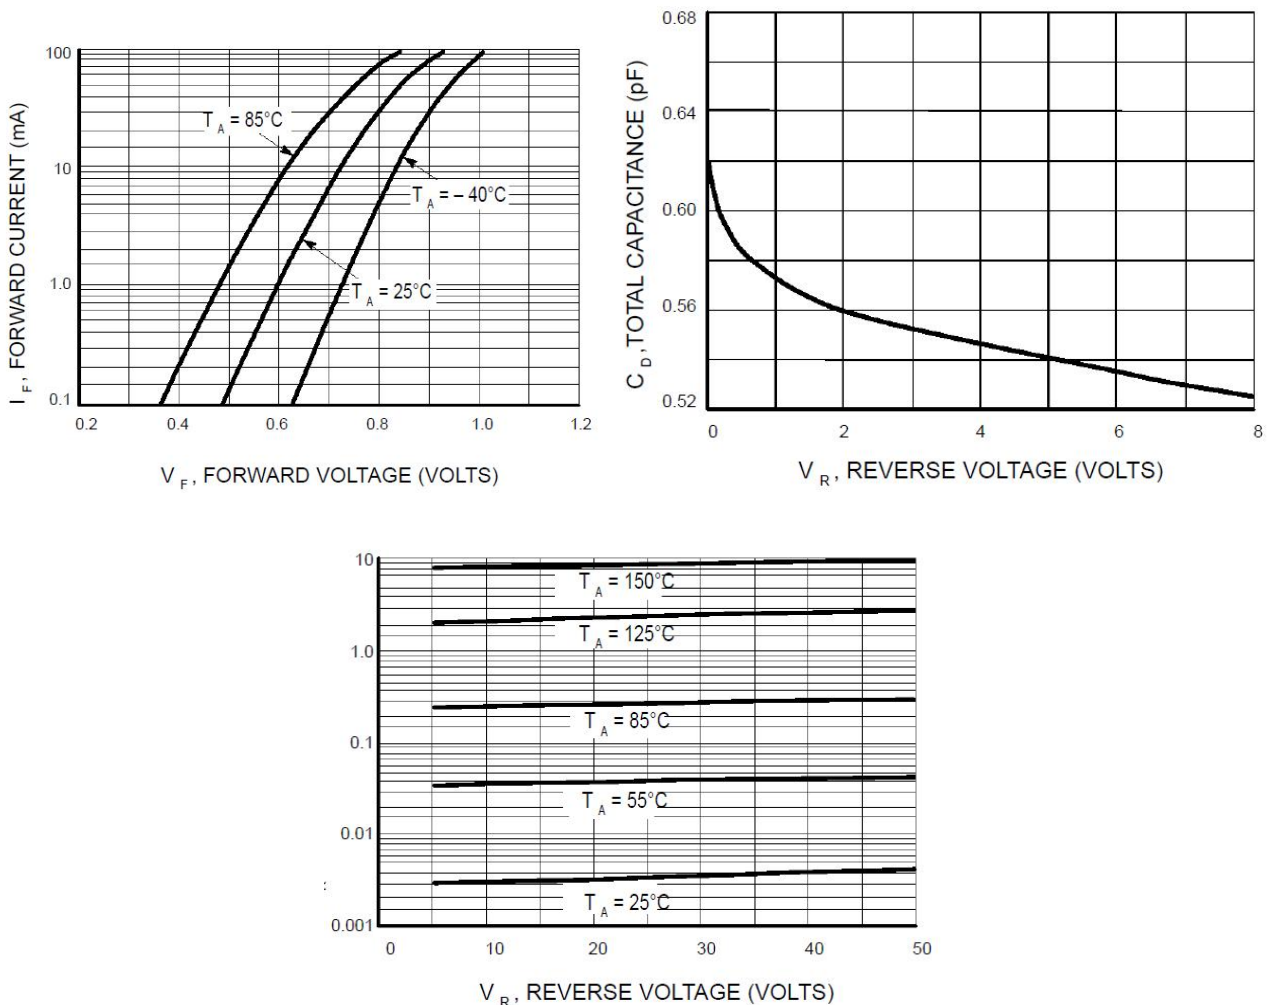 I F, FORWARD CURRENT (mA)
100
10
1.0
0.1
T A = 85°C
T A = – 40°C
T A = 25°C
0.2 0.4 0.6 0.8 1.0 1.2
V F , FORWARD VOLTAGE (VOLTS)
C D , TOTAL CAPACITANCE (pF)
0.68
0.64
0.60
0.56
0.52
0 2 4 6 8
V R , REVERSE VOLTAGE (VOLTS)
10
1.0
0.1
0.01
0.001
T A = 150°C
T A = 125°C
T A = 85°C
T A = 55°C
T A = 25°C
0 10 20 30 40 50
V R , REVERSE VOLTAGE (VOLTS)